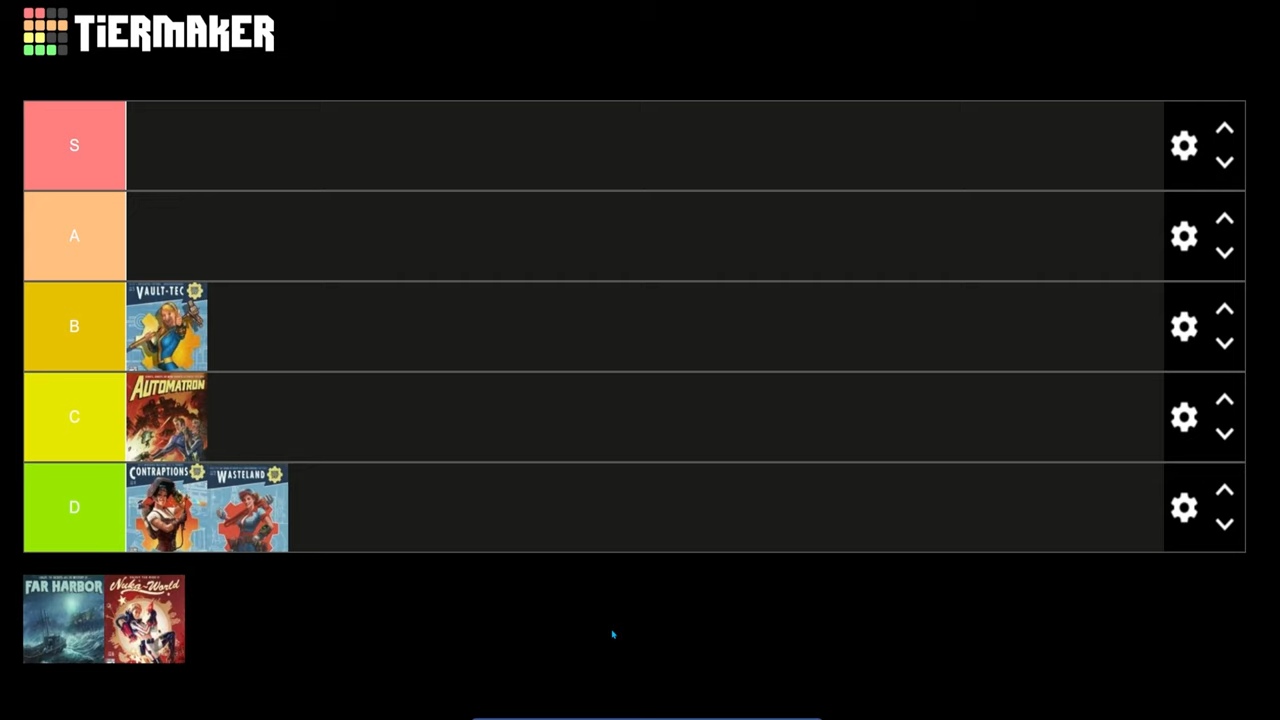 TiERMAKER
S
A
B
VAULT-TEC
C
AUTOMATRON
D
CONTRAPTIONS
WASTELAND
FAR HARBOR
Nuka-World